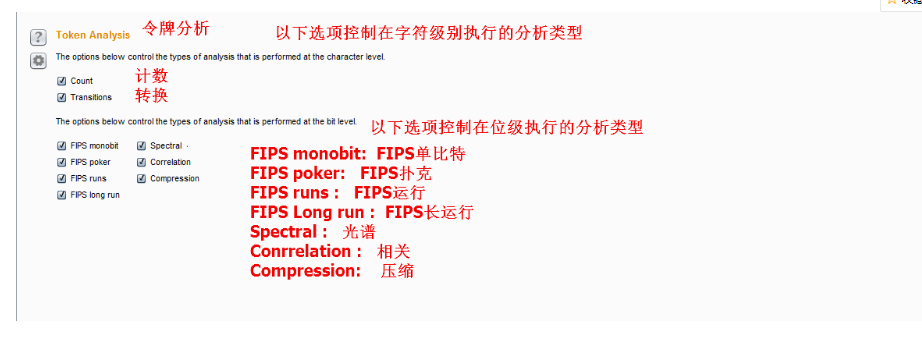 Token Analysis 令牌分析 以下选项控制在字符级别执行的分析类型
The options below control the types of analysis that is performed at the character level.
Count 计数
Transitions 转换
The options below control the types of analysis that is performed at the bit level. 以下选项控制在位级执行的分析类型
FIPS monobit Spectral
FIPS poker Correlation
FIPS runs Compression
FIPS long run
FIPS monobit: FIPS单比特
FIPS poker: FIPS扑克
FIPS runs : FIPS运行
FIPS Long run : FIPS长运行
Spectral : 光谱
Conrrelation : 相关
Compression: 压缩